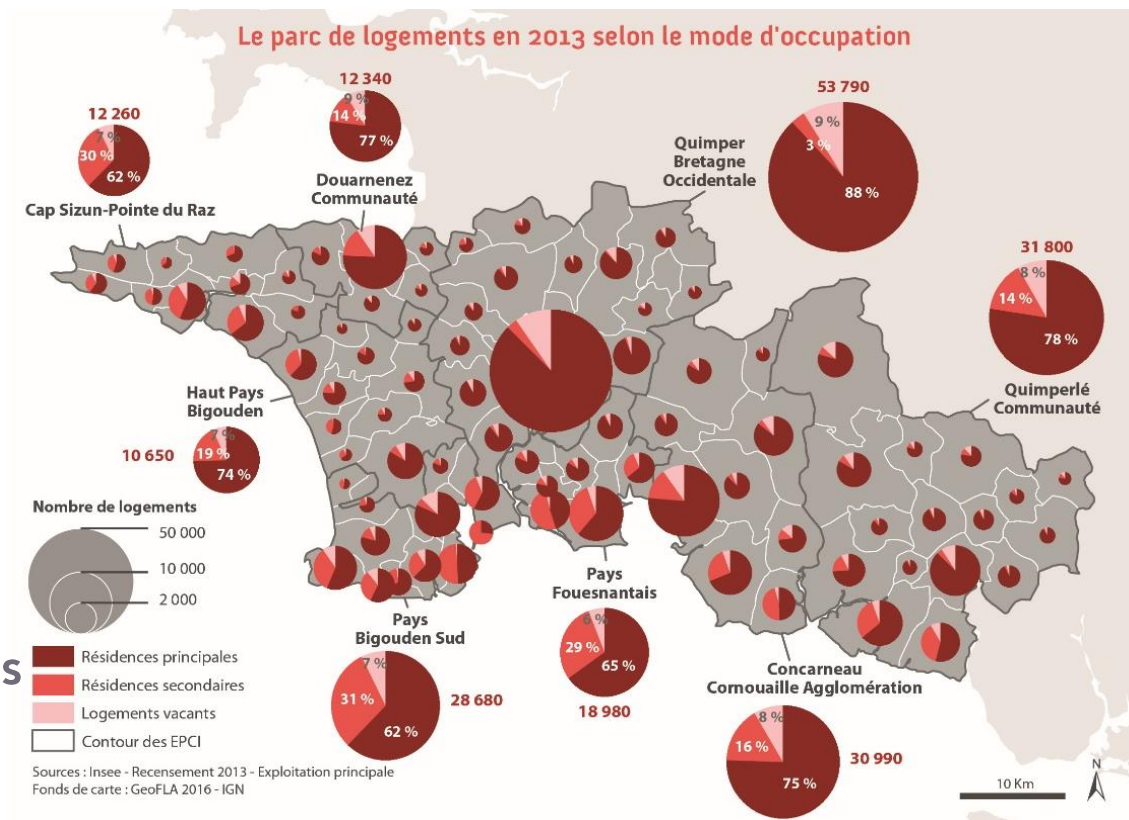 Le parc de logements en 2013 selon le mode d'occupation
12 260
7 %
30 %
62 %
Cap Sizun-Pointe du Raz
12 340
9 %
14 %
77 %
Douarnenez
Communauté
53 790
9 %
3 %
88 %
Quimper
Bretagne
Occidentale
31 800
8 %
14 %
78 %
Quimperlé
Communauté
Haut Pays
Bigouden
10 650
7 %
19 %
74 %
Nombre de logements
50 000
10 000
2 000
Pays
Bigouden Sud
7 %
31 %
62 %
28 680
Pays
Fouesnantais
6 %
29 %
65 %
18 980
Concarneau
Cornouaille Agglomération
8 %
16 %
75 %
30 990
S
Résidences principales
Résidences secondaires
Logements vacants
Contour des EPCI
Sources : Insee - Recensement 2013 - Exploitation principale
Fonds de carte : GeoFLA 2016 - IGN
10 Km
N